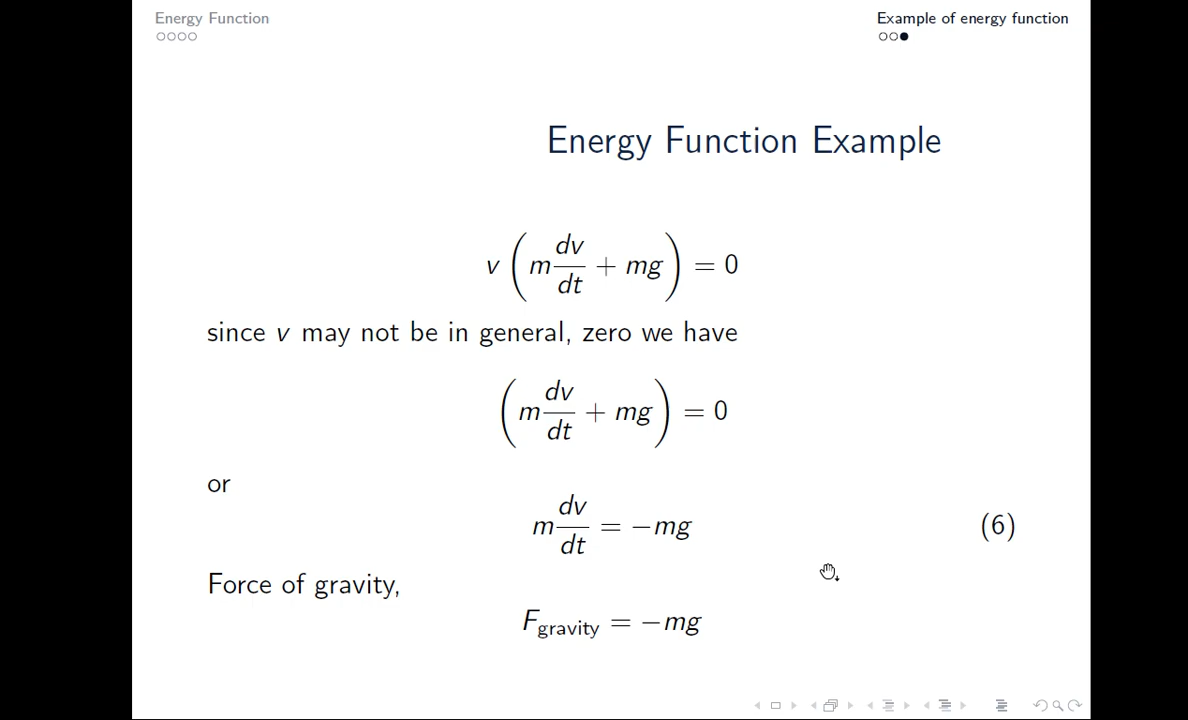 Energy Function
Example of energy function
Energy Function Example
v ( m dv/dt + mg ) = 0
since v may not be in general, zero we have
( m dv/dt + mg ) = 0
or
m dv/dt = −mg (6)
Force of gravity,
F_gravity = −mg